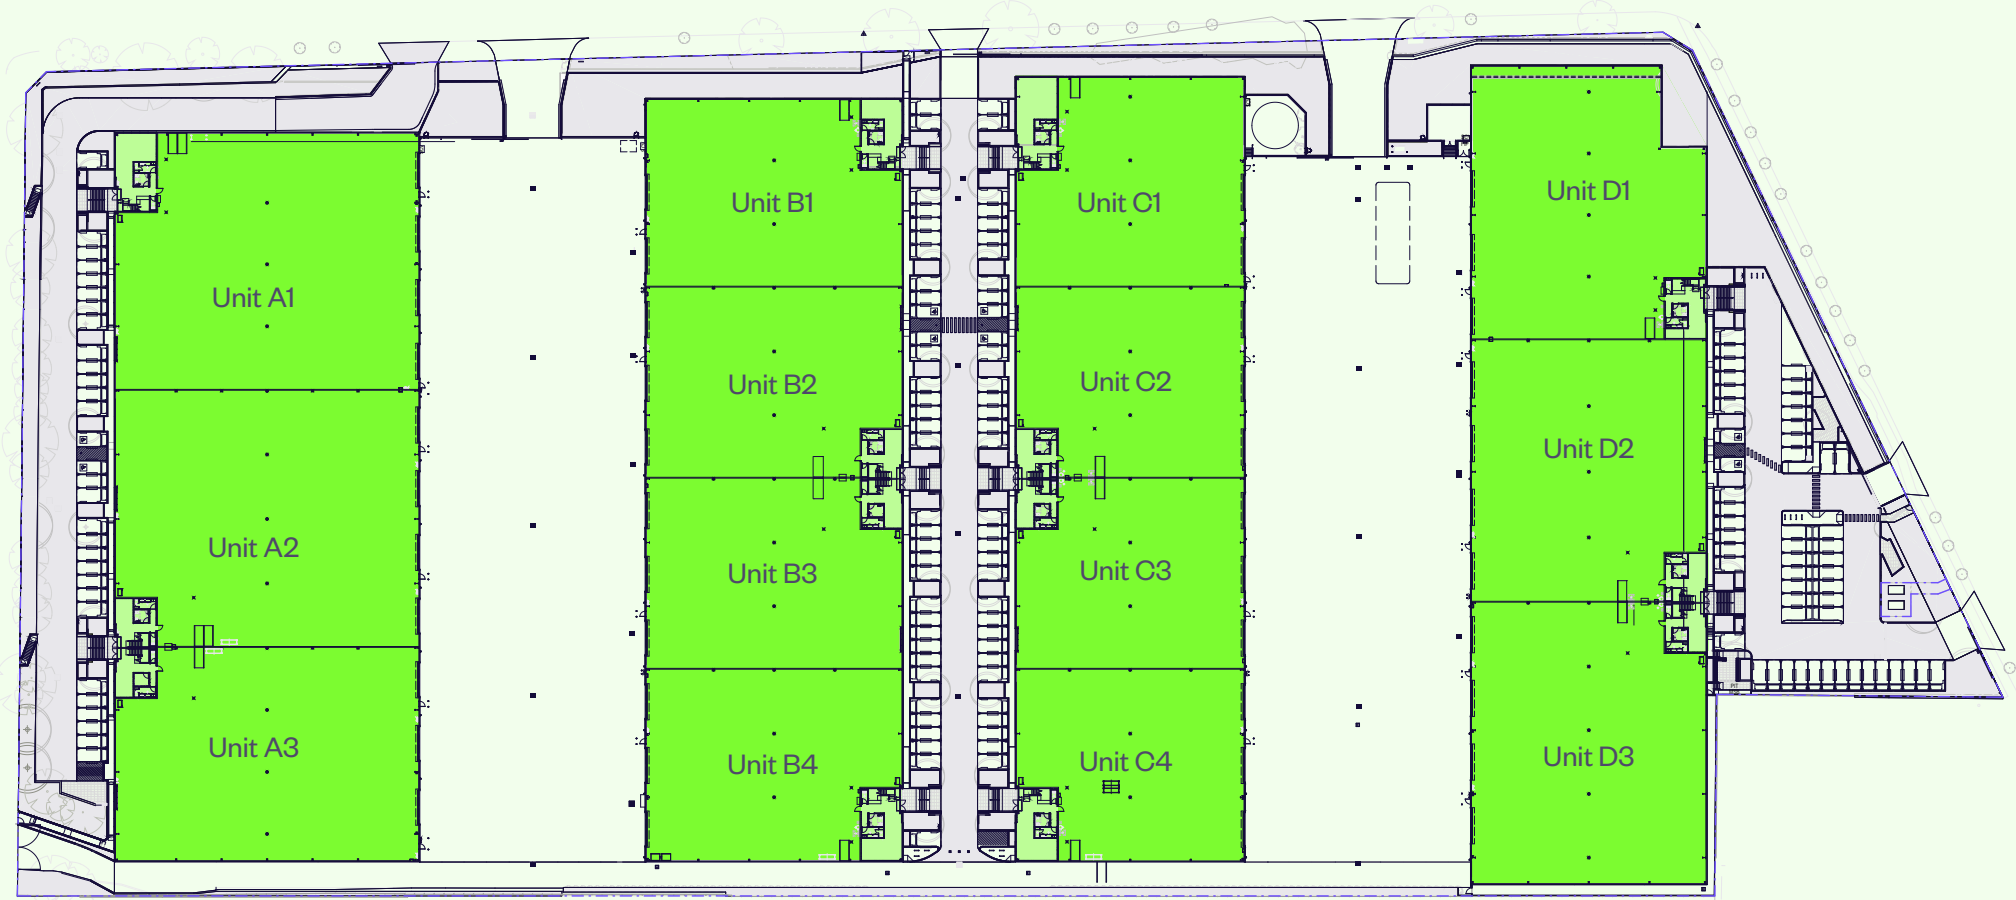 Unit A1
Unit A2
Unit A3
Unit B1
Unit B2
Unit B3
Unit B4
Unit C1
Unit C2
Unit C3
Unit C4
Unit D1
Unit D2
Unit D3